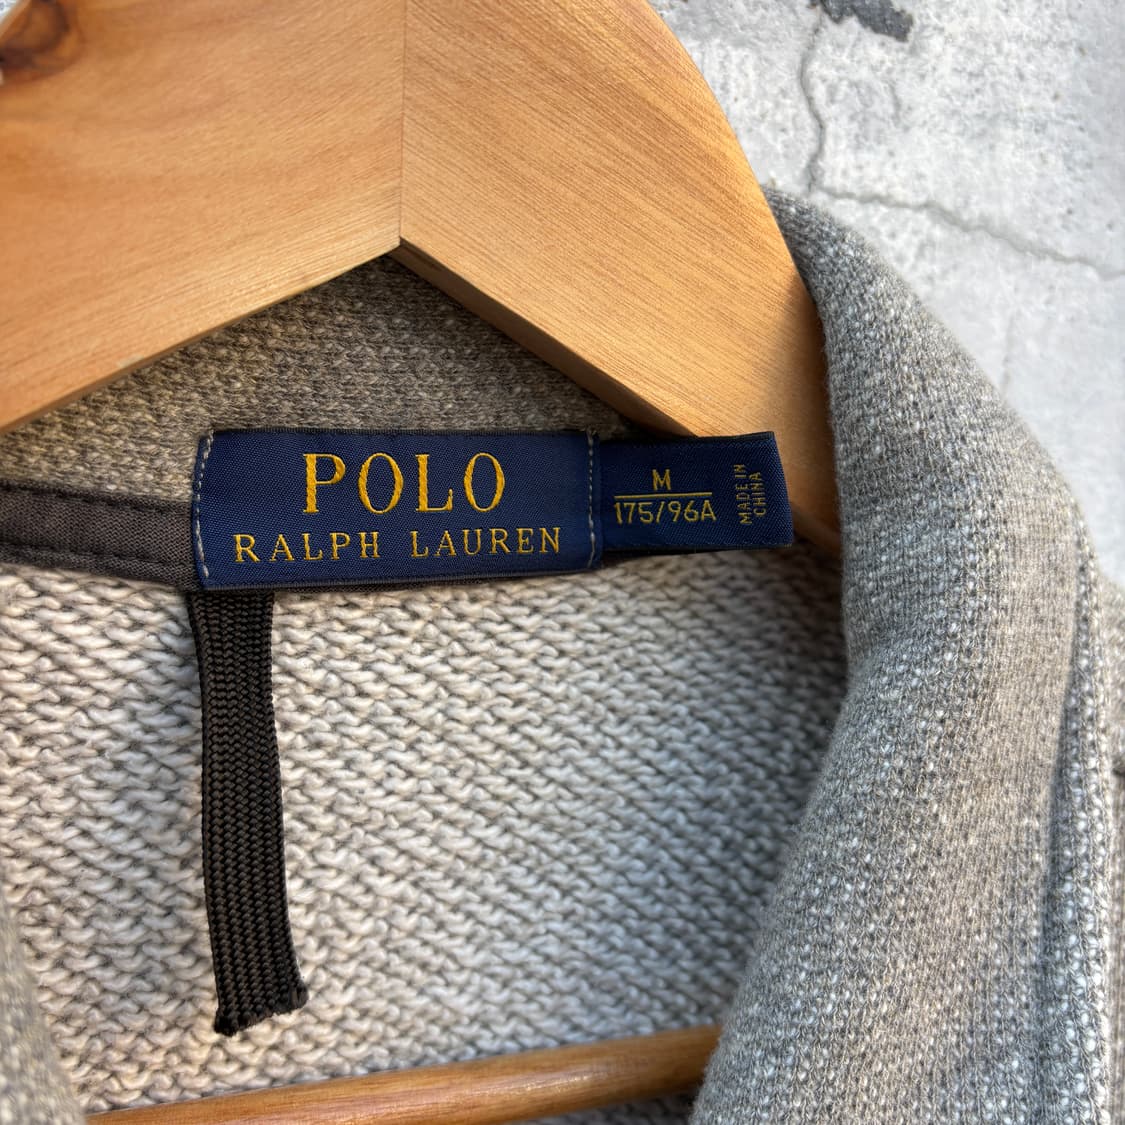 POLO
RALPH LAUREN
M
175/96A
MADE IN
CHINA